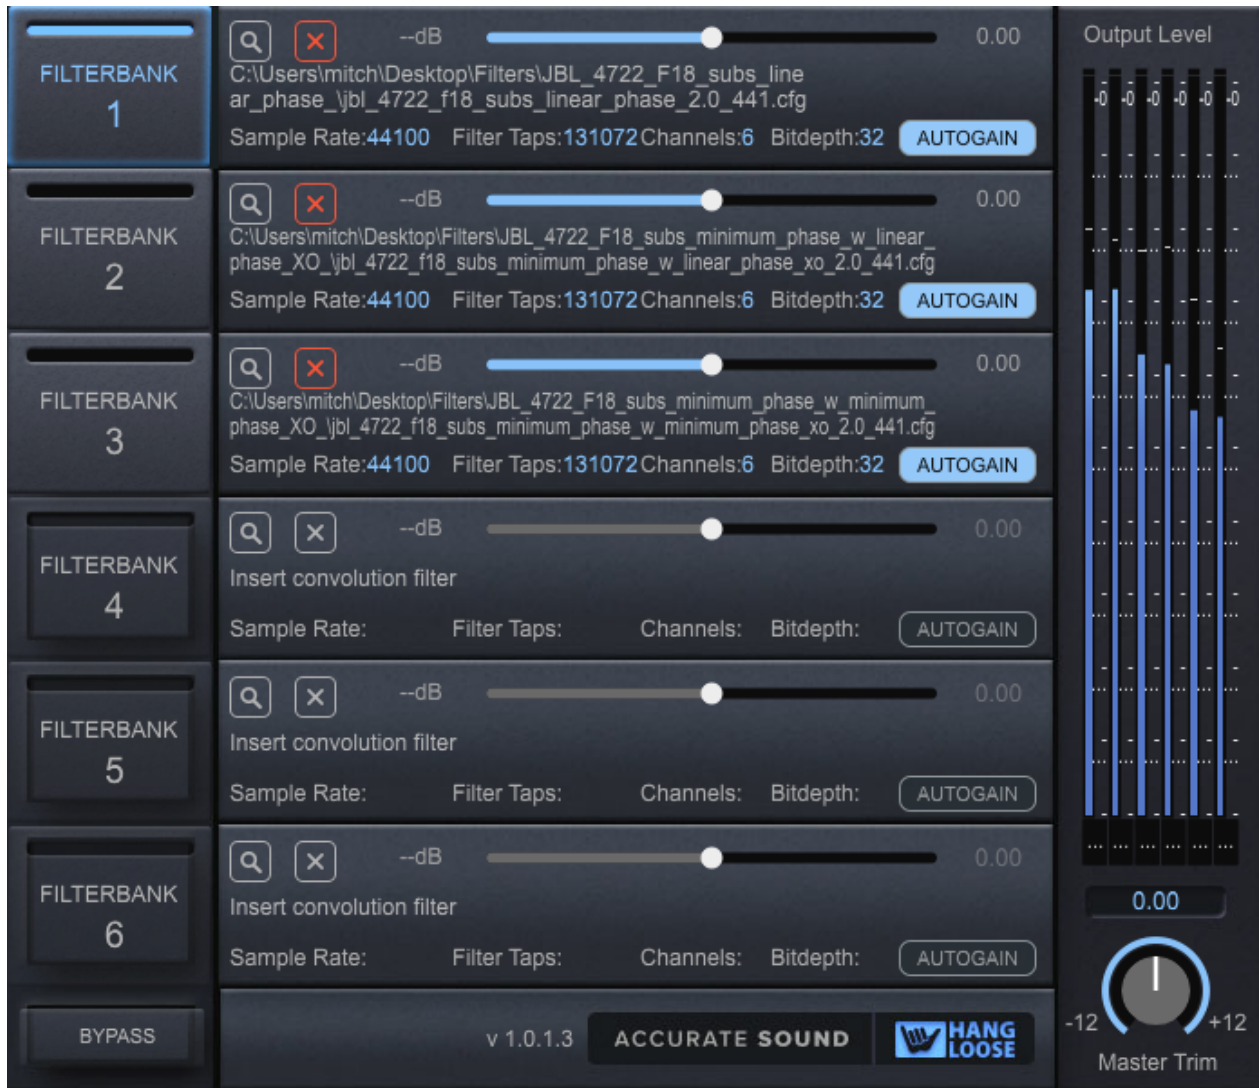 FILTERBANK
1
--dB
0.00
C:\Users\mitch\Desktop\Filters\JBL_4722_F18_subs_line
ar_phase_\jbl_4722_f18_subs_linear_phase_2.0_441.cfg
Sample Rate:44100 Filter Taps:131072 Channels:6 Bitdepth:32 AUTOGAIN
FILTERBANK
2
--dB
0.00
C:\Users\mitch\Desktop\Filters\JBL_4722_F18_subs_minimum_phase_w_linear_
phase_XO_\jbl_4722_f18_subs_minimum_phase_w_linear_phase_xo_2.0_441.cfg
Sample Rate:44100 Filter Taps:131072 Channels:6 Bitdepth:32 AUTOGAIN
FILTERBANK
3
--dB
0.00
C:\Users\mitch\Desktop\Filters\JBL_4722_F18_subs_minimum_phase_w_minimum_
phase_XO_\jbl_4722_f18_subs_minimum_phase_w_minimum_phase_xo_2.0_441.cfg
Sample Rate:44100 Filter Taps:131072 Channels:6 Bitdepth:32 AUTOGAIN
FILTERBANK
4
--dB
0.00
Insert convolution filter
Sample Rate: Filter Taps: Channels: Bitdepth: AUTOGAIN
FILTERBANK
5
--dB
0.00
Insert convolution filter
Sample Rate: Filter Taps: Channels: Bitdepth: AUTOGAIN
FILTERBANK
6
--dB
0.00
Insert convolution filter
Sample Rate: Filter Taps: Channels: Bitdepth: AUTOGAIN
BYPASS
v 1.0.1.3
ACCURATE SOUND
HANG
LOOSE
Output Level
-0 -0 -0 -0 -0 -0
... ... ... ... ... ...
0.00
-12 +12
Master Trim